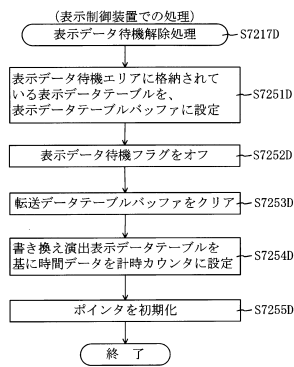 (表示制御装置での処理)
表示データ待機解除処理
S7217D
表示データ待機エリアに格納されて
いる表示データテーブルを、
表示データテーブルバッファに設定
S7251D
表示データ待機フラグをオフ
S7252D
転送データテーブルバッファをクリア
S7253D
書き換え演出表示データテーブルを
基に時間データを計時カウンタに設定
S7254D
ポインタを初期化
S7255D
終 了